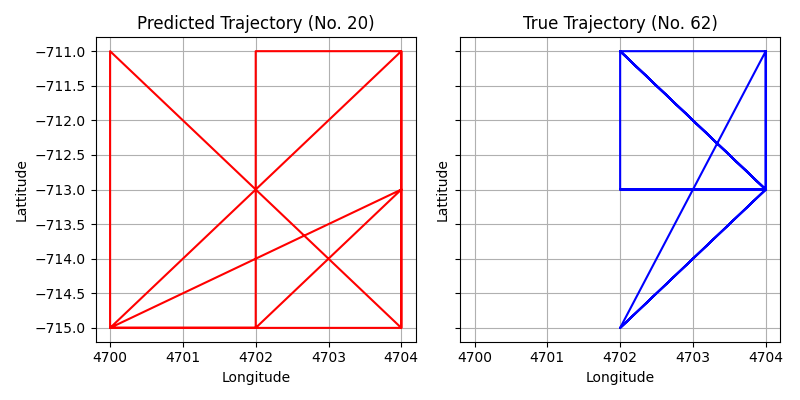 Predicted Trajectory (No. 20)
Lattitude
−711.0
−711.5
−712.0
−712.5
−713.0
−713.5
−714.0
−714.5
−715.0
4700 4701 4702 4703 4704
Longitude
True Trajectory (No. 62)
Lattitude
4700 4701 4702 4703 4704
Longitude